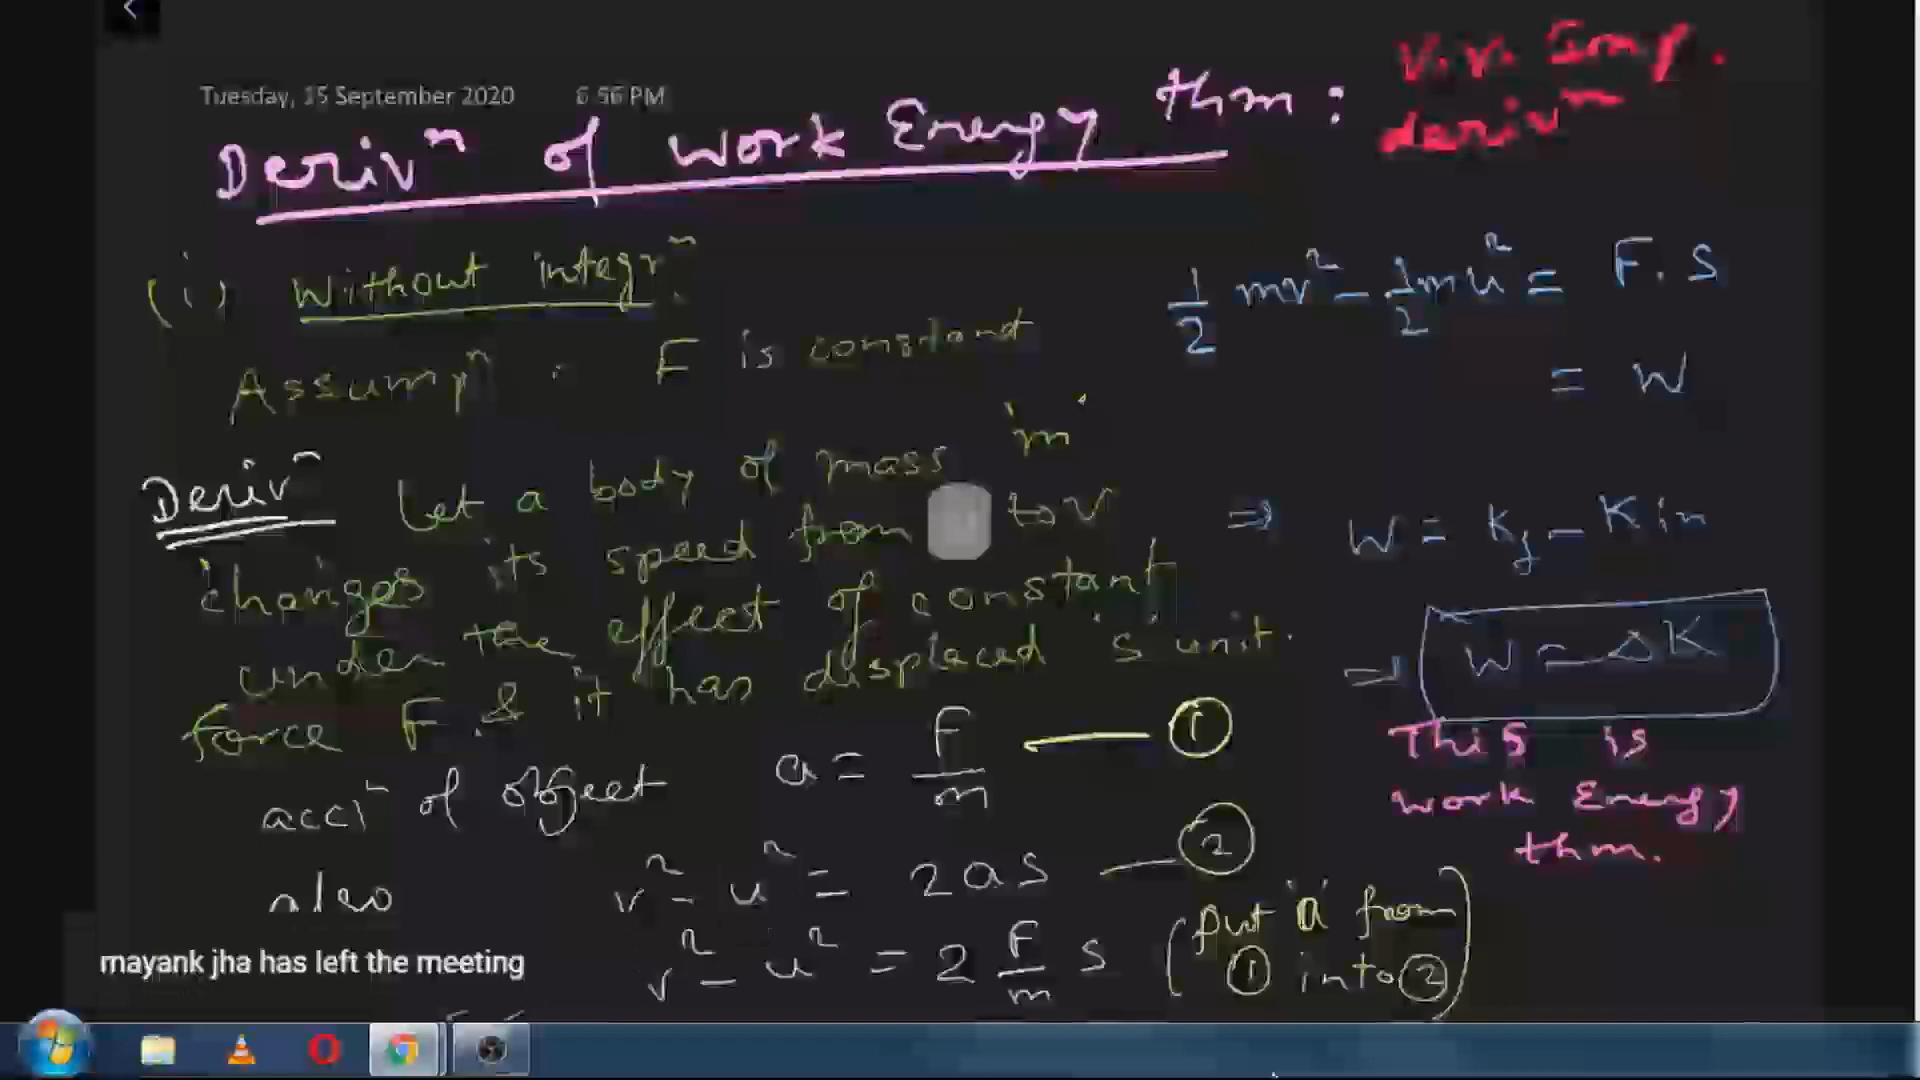 Tuesday, 15 September 2020 6:56 PM
Derivⁿ of Work Energy thm :
V.V. Imp.
derivⁿ
(i) Without integrⁿ.
Assumpⁿ : F is constant
Derivⁿ Let a body of mass 'm'
changes its speed from to v
under the effect of constant
force F & it has displaced 's' unit.
accⁿ of object a = F/m —— ①
also v² - u² = 2as — ②
v² - u² = 2 F/m s (Put 'a' from
① into ②)
1/2 mv² - 1/2 mu² = F.S
= W
⇒ W = Kf - Kin
⇒ W = ΔK
This is
Work Energy
thm.
mayank jha has left the meeting